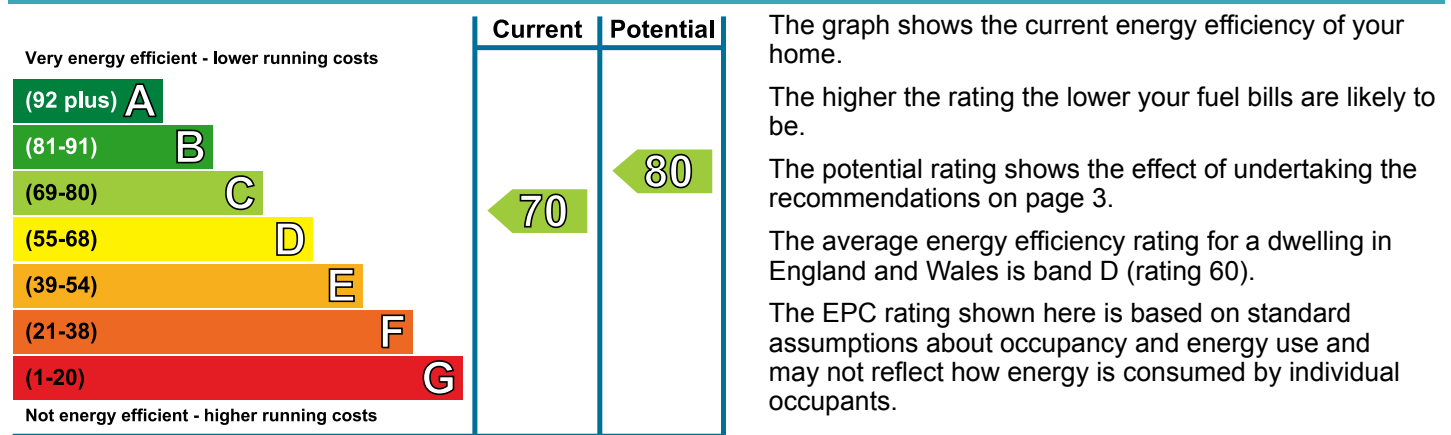 Current Potential
Very energy efficient - lower running costs
(92 plus) A
(81-91) B
(69-80) C
(55-68) D
(39-54) E
(21-38) F
(1-20) G
Not energy efficient - higher running costs
70
80
The graph shows the current energy efficiency of your
home.
The higher the rating the lower your fuel bills are likely to
be.
The potential rating shows the effect of undertaking the
recommendations on page 3.
The average energy efficiency rating for a dwelling in
England and Wales is band D (rating 60).
The EPC rating shown here is based on standard
assumptions about occupancy and energy use and
may not reflect how energy is consumed by individual
occupants.